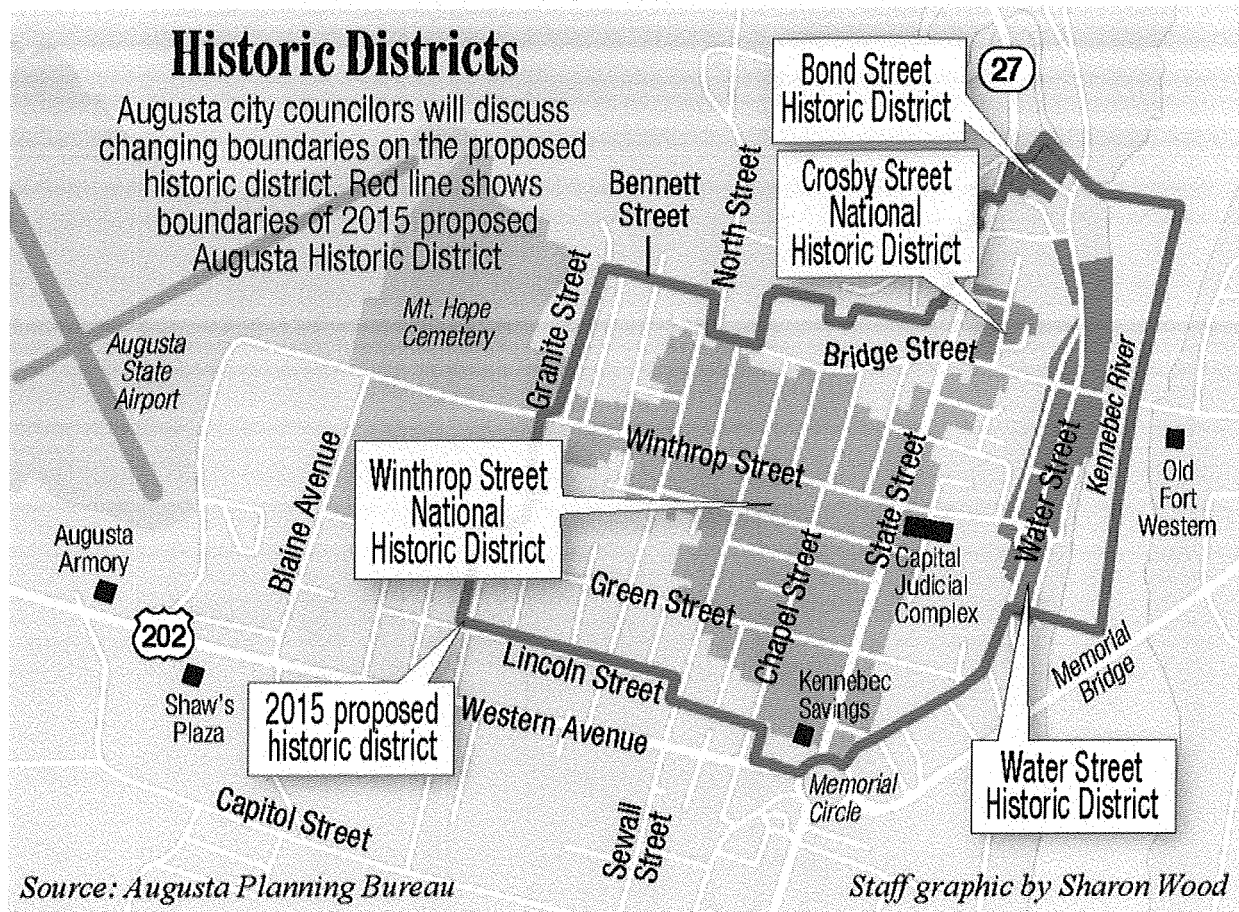 Historic Districts
Augusta city councilors will discuss
changing boundaries on the proposed
historic district. Red line shows
boundaries of 2015 proposed
Augusta Historic District
Bond Street
Historic District
27
Crosby Street
National
Historic District
Bennett
Street
North Street
Granite Street
Mt. Hope
Cemetery
Augusta
State
Airport
Bridge Street
Kennebec River
Winthrop Street
Water Street
Old
Fort
Western
Blaine Avenue
Winthrop Street
National
Historic District
State Street
Capital
Judicial
Complex
Augusta
Armory
202
Green Street
Chapel Street
Memorial
Bridge
Shaw's
Plaza
2015 proposed
historic district
Lincoln Street
Western Avenue
Kennebec
Savings
Water Street
Historic District
Memorial
Circle
Capitol Street
Sewall
Street
Source: Augusta Planning Bureau
Staff graphic by Sharon Wood